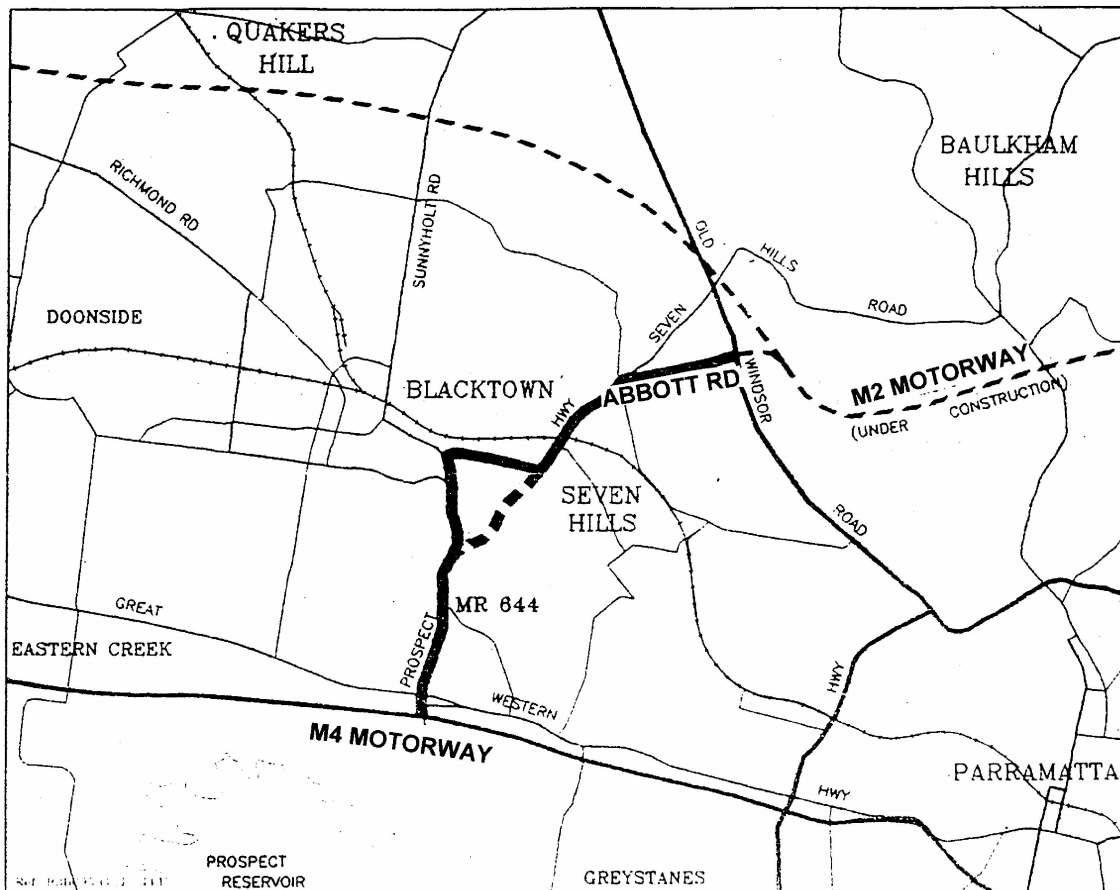 QUAKERS
HILL
BAULKHAM
HILLS
RICHMOND RD
SUNNYHOLT RD
OLD
HILLS
SEVEN
ROAD
DOONSIDE
BLACKTOWN
HWY
ABBOTT RD
WINDSOR
M2 MOTORWAY
(UNDER CONSTRUCTION)
SEVEN
HILLS
ROAD
MR 644
GREAT
EASTERN CREEK
PROSPECT
WESTERN
HWY
M4 MOTORWAY
PARRAMATTA
HWY
PROSPECT
RESERVOIR
GREYSTANES